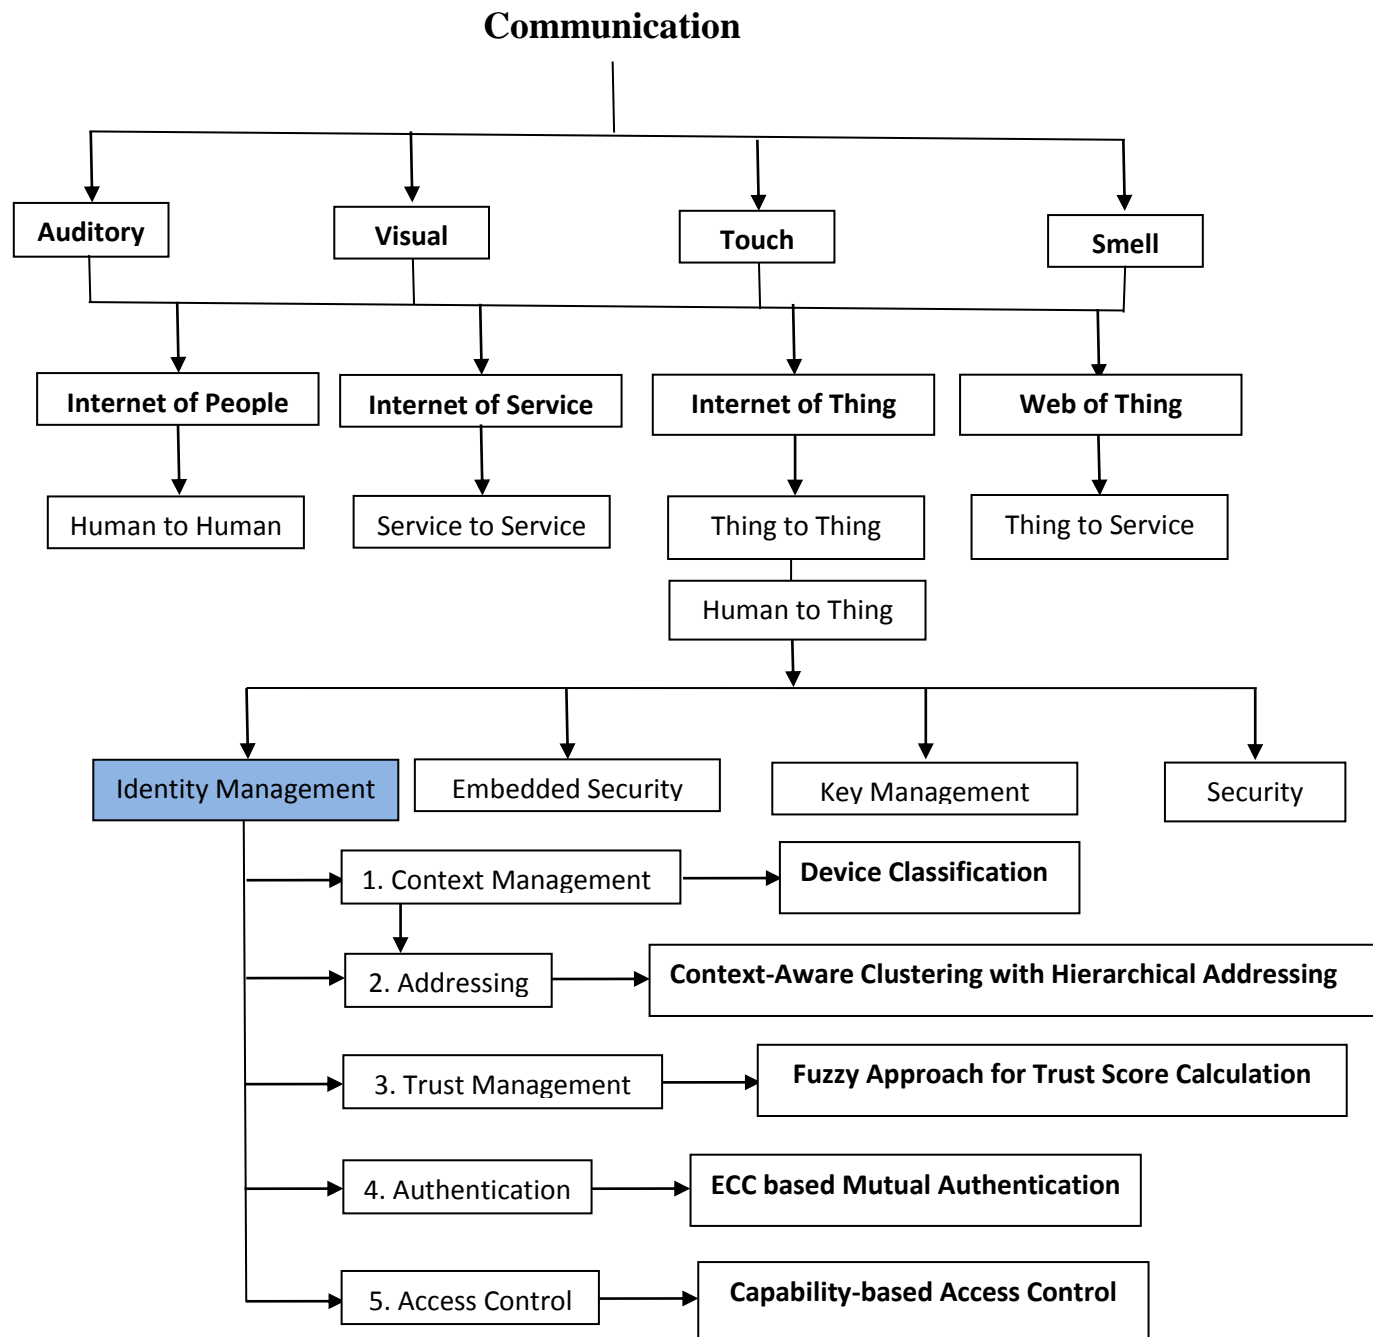 Communication
Auditory
Visual
Touch
Smell
Internet of People
Internet of Service
Internet of Thing
Web of Thing
Human to Human
Service to Service
Thing to Thing
Thing to Service
Human to Thing
Identity Management
Embedded Security
Key Management
Security
1. Context Management
Device Classification
2. Addressing
Context-Aware Clustering with Hierarchical Addressing
3. Trust Management
Fuzzy Approach for Trust Score Calculation
4. Authentication
ECC based Mutual Authentication
5. Access Control
Capability-based Access Control